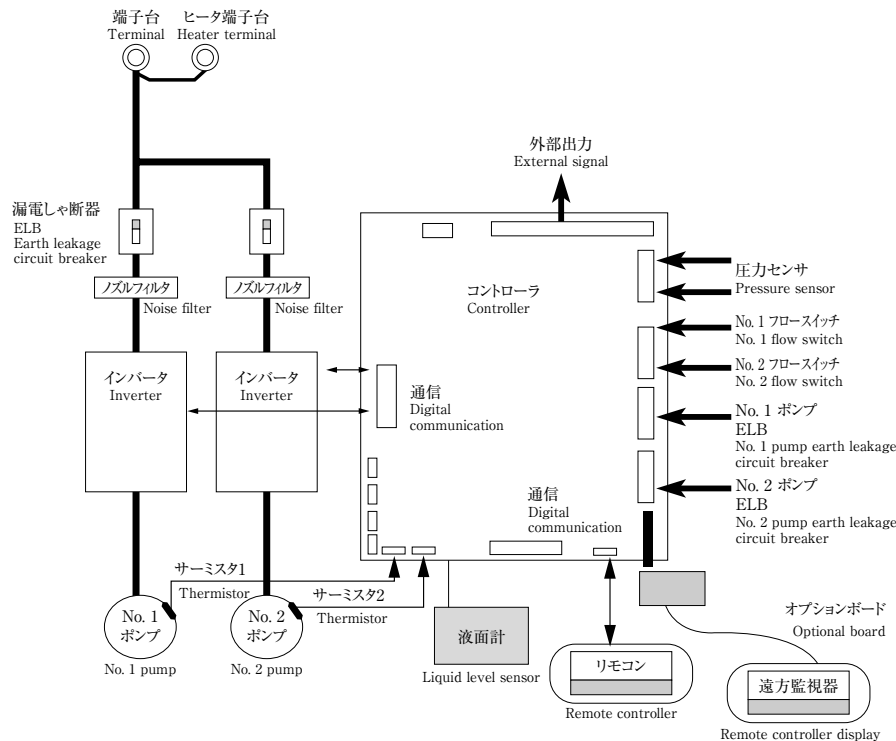 端子台
Terminal
ヒータ端子台
Heater terminal
外部出力
External signal
漏電しゃ断器
ELB
Earth leakage
circuit breaker
ノズルフィルタ
Noise filter
ノズルフィルタ
Noise filter
コントローラ
Controller
圧力センサ
Pressure sensor
No. 1 フロースイッチ
No. 1 flow switch
No. 2 フロースイッチ
No. 2 flow switch
インバータ
Inverter
インバータ
Inverter
通信
Digital
communication
No. 1 ポンプ
ELB
No. 1 pump earth leakage
circuit breaker
No. 2 ポンプ
ELB
No. 2 pump earth leakage
circuit breaker
通信
Digital
communication
サーミスタ1
Thermistor
サーミスタ2
Thermistor
No. 1
ポンプ
No. 1 pump
No. 2
ポンプ
No. 2 pump
液面計
Liquid level sensor
リモコン
Remote controller
オプションボード
Optional board
遠方監視器
Remote controller display